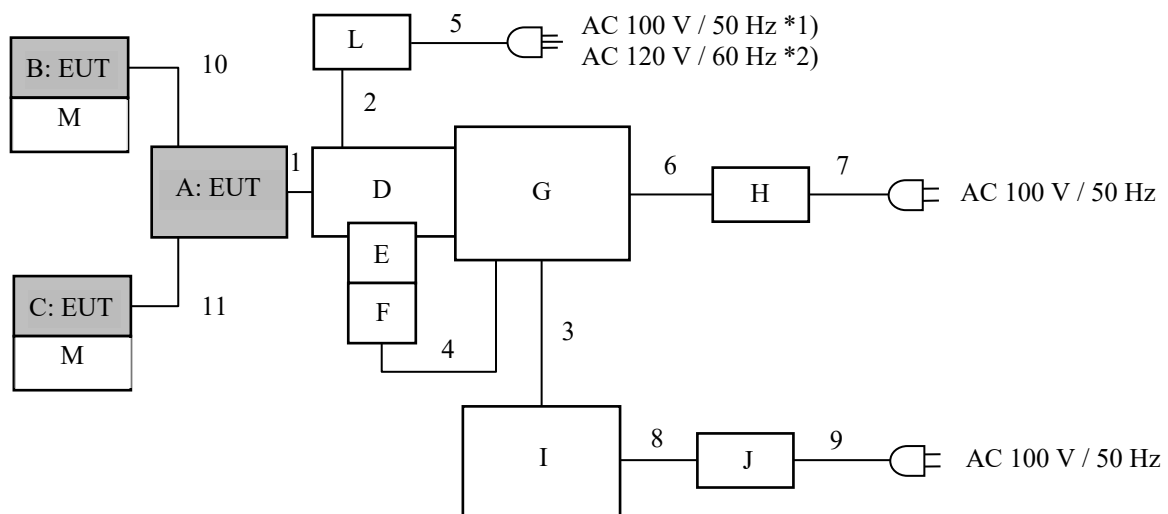 L
5
AC 100 V / 50 Hz *1)
AC 120 V / 60 Hz *2)
B: EUT
10
M
2
A: EUT
1
D
G
6
H
7
AC 100 V / 50 Hz
E
C: EUT
11
F
M
4
3
I
8
J
9
AC 100 V / 50 Hz